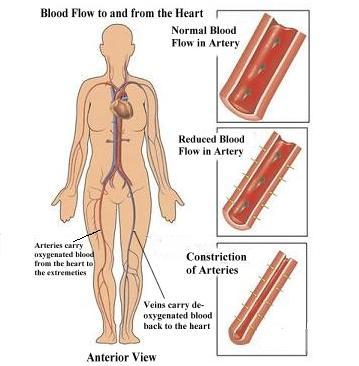 Blood Flow to and from the Heart
Normal Blood
Flow in Artery
Reduced Blood
Flow in Artery
Arteries carry
oxygenated blood
from the heart to
the extremeties
Constriction
of Arteries
Veins carry de-
oxygenated blood
back to the heart
Anterior View